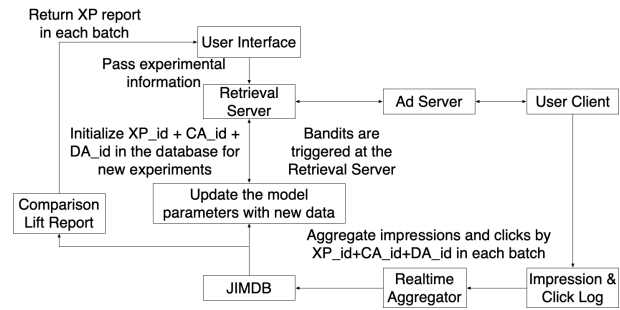 Return XP report
in each batch
User Interface
Pass experimental
information
Retrieval
Server
Ad Server
User Client
Initialize XP_id + CA_id +
DA_id in the database for
new experiments
Bandits are
triggered at the
Retrieval Server
Comparison
Lift Report
Update the model
parameters with new data
Aggregate impressions and clicks by
XP_id+CA_id+DA_id in each batch
JIMDB
Realtime
Aggregator
Impression &
Click Log